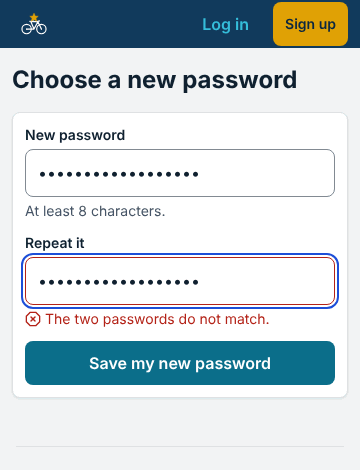 Log in
Sign up
Choose a new password
New password
••••••••••••••••••
At least 8 characters.
Repeat it
••••••••••••••••••
The two passwords do not match.
Save my new password